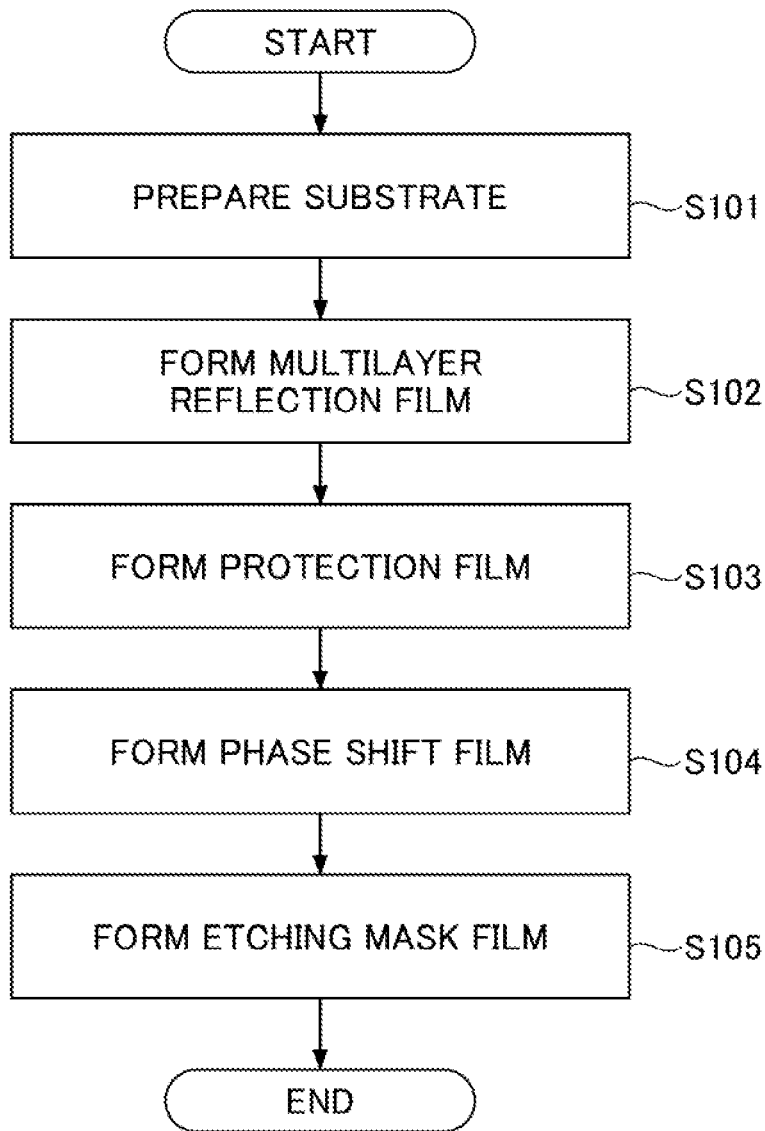 START
PREPARE SUBSTRATE
S101
FORM MULTILAYER
REFLECTION FILM
S102
FORM PROTECTION FILM
S103
FORM PHASE SHIFT FILM
S104
FORM ETCHING MASK FILM
S105
END